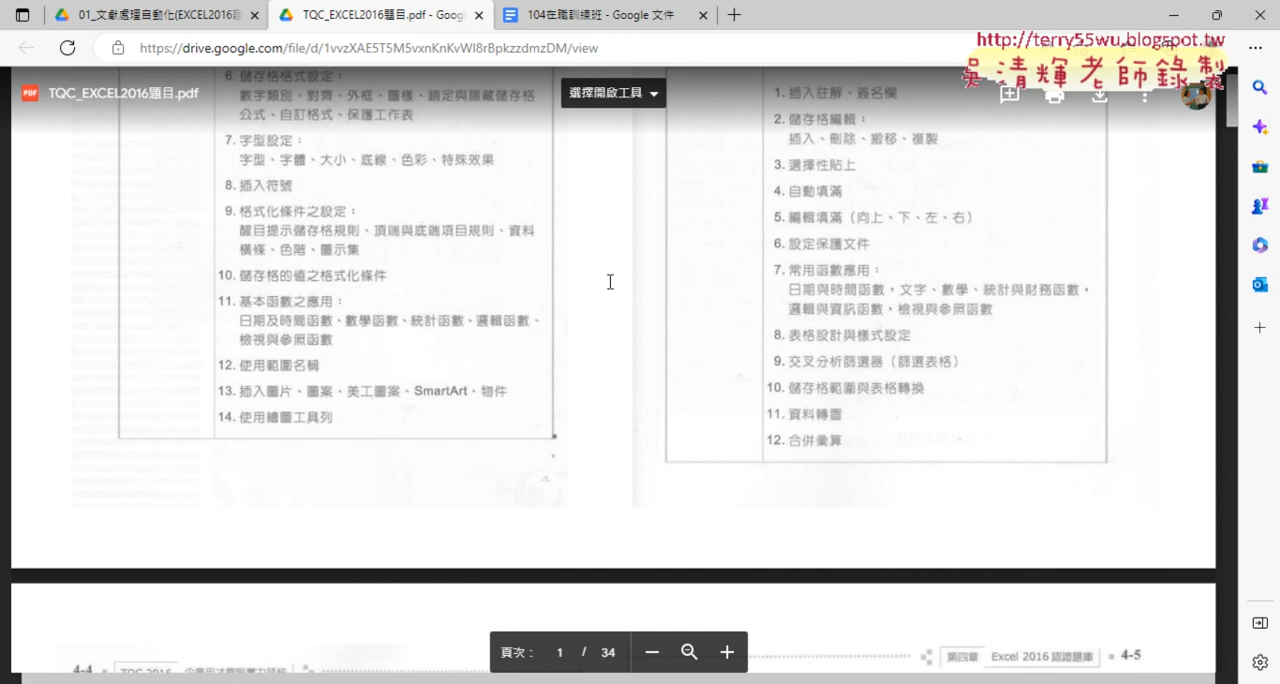 01_文獻處理自動化(EXCEL2016題
TQC_EXCEL2016題目.pdf - Goog
104在職訓練班 - Google 文件
https://drive.google.com/file/d/1vvzXAE5T5M5vxnKnKvWI8rBpkzzdmzDM/view
http://terry55wu.blogspot.tw
吳清輝老師錄製
PDF TQC_EXCEL2016題目.pdf
選擇開啟工具
6. 儲存格格式設定：
數字類別、對齊、外框、圖樣、鎖定與隱藏儲存格
公式、自訂格式、保護工作表
7. 字型設定：
字型、字體、大小、底線、色彩、特殊效果
8. 插入符號
9. 格式化條件之設定：
醒目提示儲存格規則、頂端與底端項目規則、資料
橫條、色階、圖示集
10. 儲存格的值之格式化條件
11. 基本函數之應用：
日期及時間函數、數學函數、統計函數、邏輯函數、
檢視與參照函數
12. 使用範圍名稱
13. 插入圖片、圖案、美工圖案、SmartArt、物件
14. 使用繪圖工具列
1. 插入註解、簽名欄
2. 儲存格編輯：
插入、刪除、搬移、複製
3. 選擇性貼上
4. 自動填滿
5. 編輯填滿（向上、下、左、右）
6. 設定保護文件
7. 常用函數應用：
日期與時間函數，文字、數學、統計與財務函數，
邏輯與資訊函數，檢視與參照函數
8. 表格設計與樣式設定
9. 交叉分析篩選器（篩選表格）
10. 儲存格範圍與表格轉換
11. 資料轉置
12. 合併彙算
頁次： 1 / 34
4-4 TQC 2016
第四章 Excel 2016 認證題庫 4-5